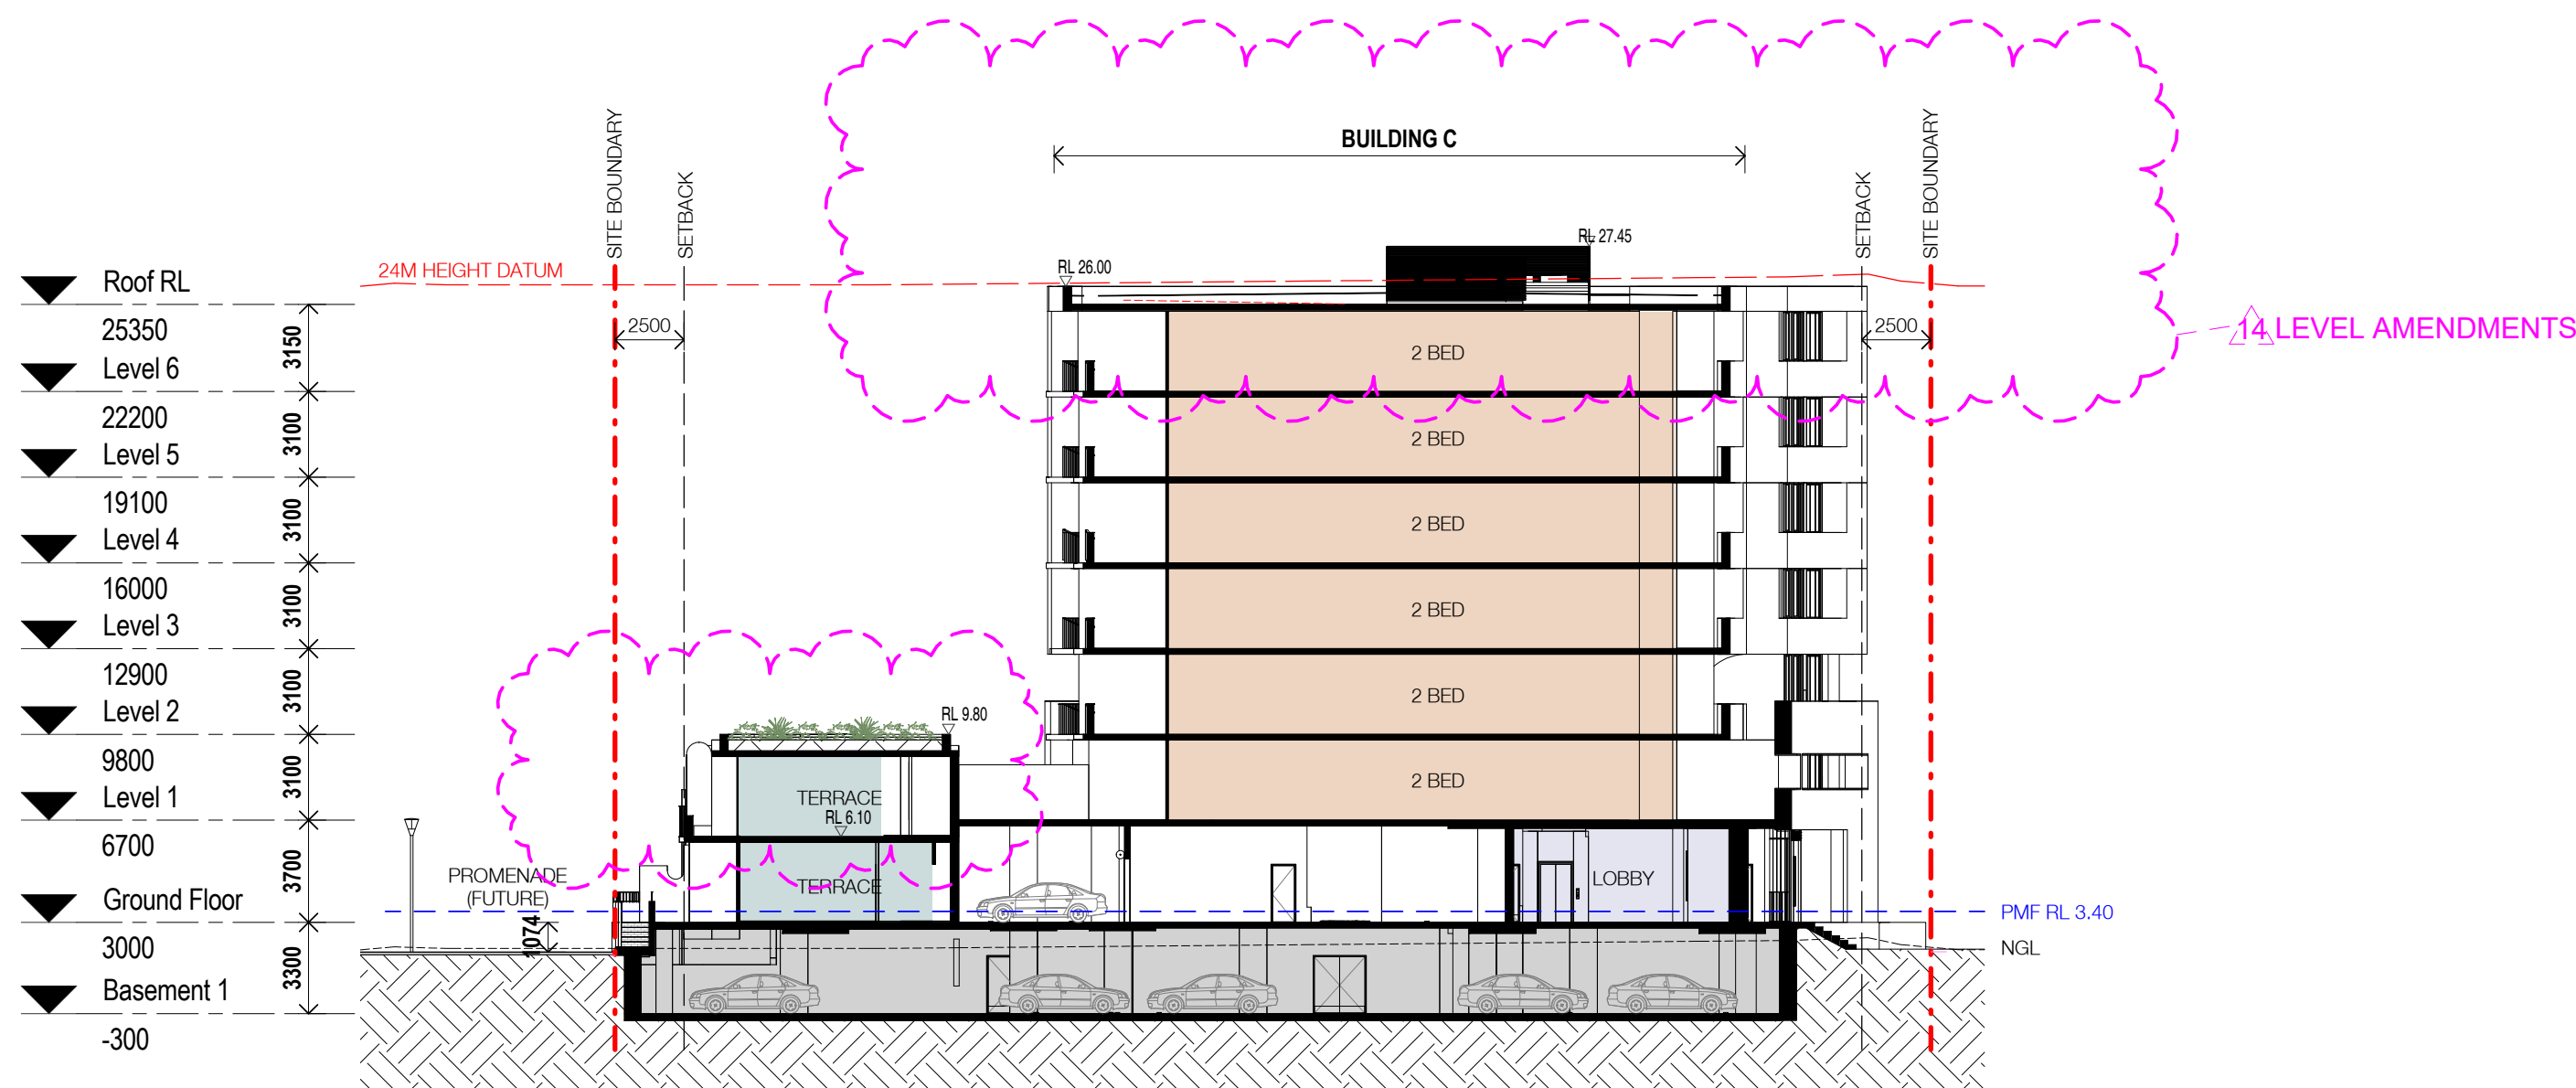 BUILDING C
SITE BOUNDARY
SETBACK
SETBACK
SITE BOUNDARY
RL 27.45
RL 26.00
24M HEIGHT DATUM
Roof RL
25350
3150
2500
2500
14 LEVEL AMENDMENTS
2 BED
Level 6
22200
3100
2 BED
Level 5
19100
3100
2 BED
Level 4
16000
3100
2 BED
Level 3
12900
3100
2 BED
Level 2
RL 9.80
9800
3100
2 BED
Level 1
TERRACE
RL 6.10
6700
3700
PROMENADE
(FUTURE)
TERRACE
LOBBY
Ground Floor
PMF RL 3.40
3000
1074
NGL
3300
Basement 1
-300